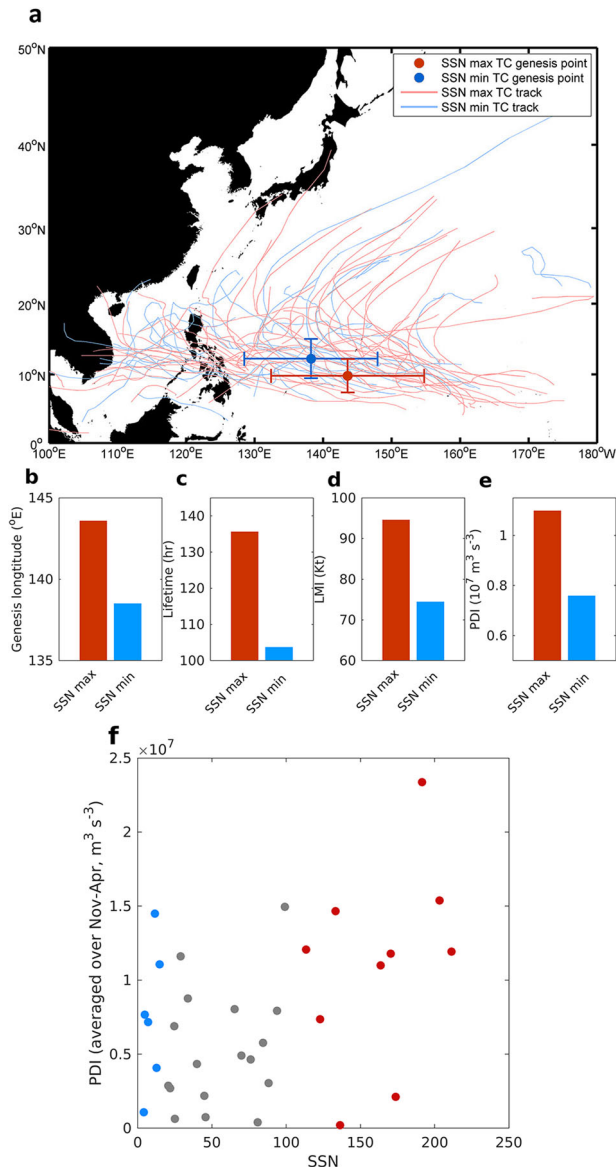 a
50°N
40°N
30°N
20°N
10°N
0°
100°E
110°E
120°E
130°E
140°E
150°E
160°E
170°E
180°W
SSN max TC genesis point
SSN min TC genesis point
SSN max TC track
SSN min TC track
b
Genesis longtitude (°E)
145
140
135
SSN max
SSN min
c
Lifetime (hr)
140
130
120
110
100
SSN max
SSN min
d
LMI (Kt)
100
90
80
70
60
SSN max
SSN min
e
PDI (10⁷ m³ s⁻³)
1
0.8
0.6
SSN max
SSN min
f
×10⁷
PDI (averaged over Nov-Apr, m³ s⁻³)
2.5
2
1.5
1
0.5
0
0
50
100
150
200
250
SSN